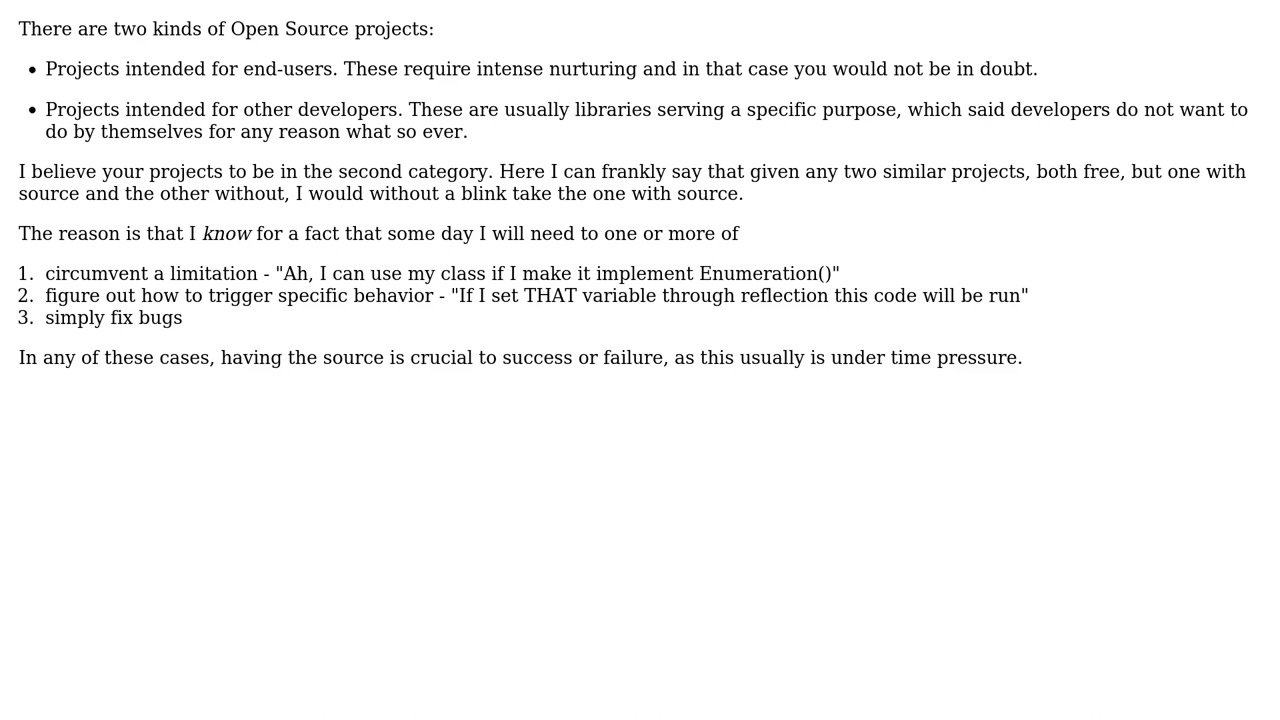 There are two kinds of Open Source projects:
• Projects intended for end-users. These require intense nurturing and in that case you would not be in doubt.
• Projects intended for other developers. These are usually libraries serving a specific purpose, which said developers do not want to
do by themselves for any reason what so ever.
I believe your projects to be in the second category. Here I can frankly say that given any two similar projects, both free, but one with
source and the other without, I would without a blink take the one with source.
The reason is that I know for a fact that some day I will need to one or more of
1. circumvent a limitation - "Ah, I can use my class if I make it implement Enumeration()"
2. figure out how to trigger specific behavior - "If I set THAT variable through reflection this code will be run"
3. simply fix bugs
In any of these cases, having the source is crucial to success or failure, as this usually is under time pressure.